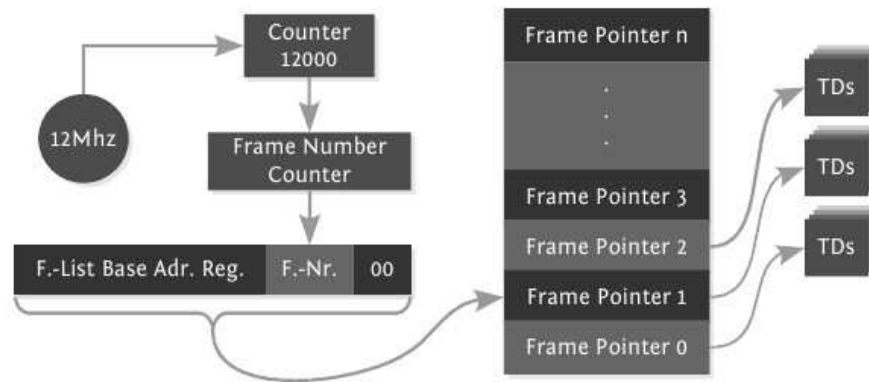 Counter
12000
12Mhz
Frame Number
Counter
F.-List Base Adr. Reg.
F.-Nr.
00
Frame Pointer n
.
.
.
Frame Pointer 3
Frame Pointer 2
Frame Pointer 1
Frame Pointer 0
TDs
TDs
TDs